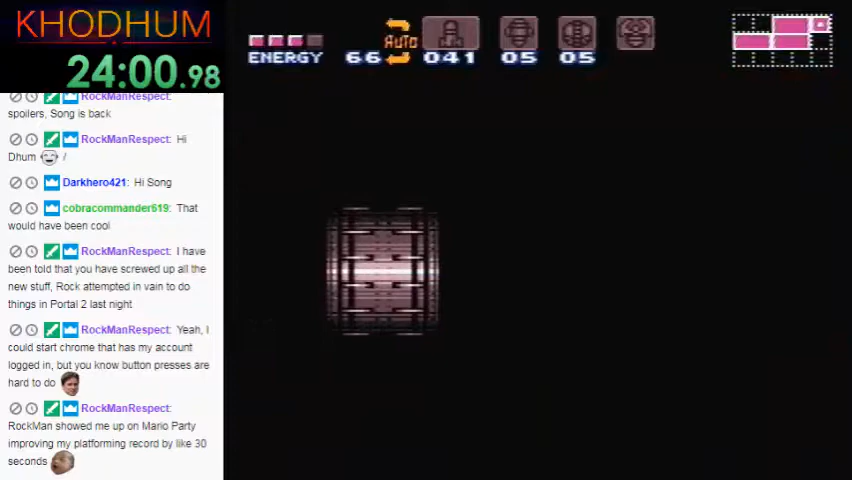 KHODHUM
24:00.98
RockManRespect:
spoilers, Song is back
RockManRespect: Hi
Dhum /
Darkhero421: Hi Song
cobracommander619: That
would have been cool
RockManRespect: I have
been told that you have screwed up all the
new stuff, Rock attempted in vain to do
things in Portal 2 last night
RockManRespect: Yeah, I
could start chrome that has my account
logged in, but you know button presses are
hard to do
RockManRespect:
RockMan showed me up on Mario Party
improving my platforming record by like 30
seconds
AUTO
ENERGY 66 041 05 05